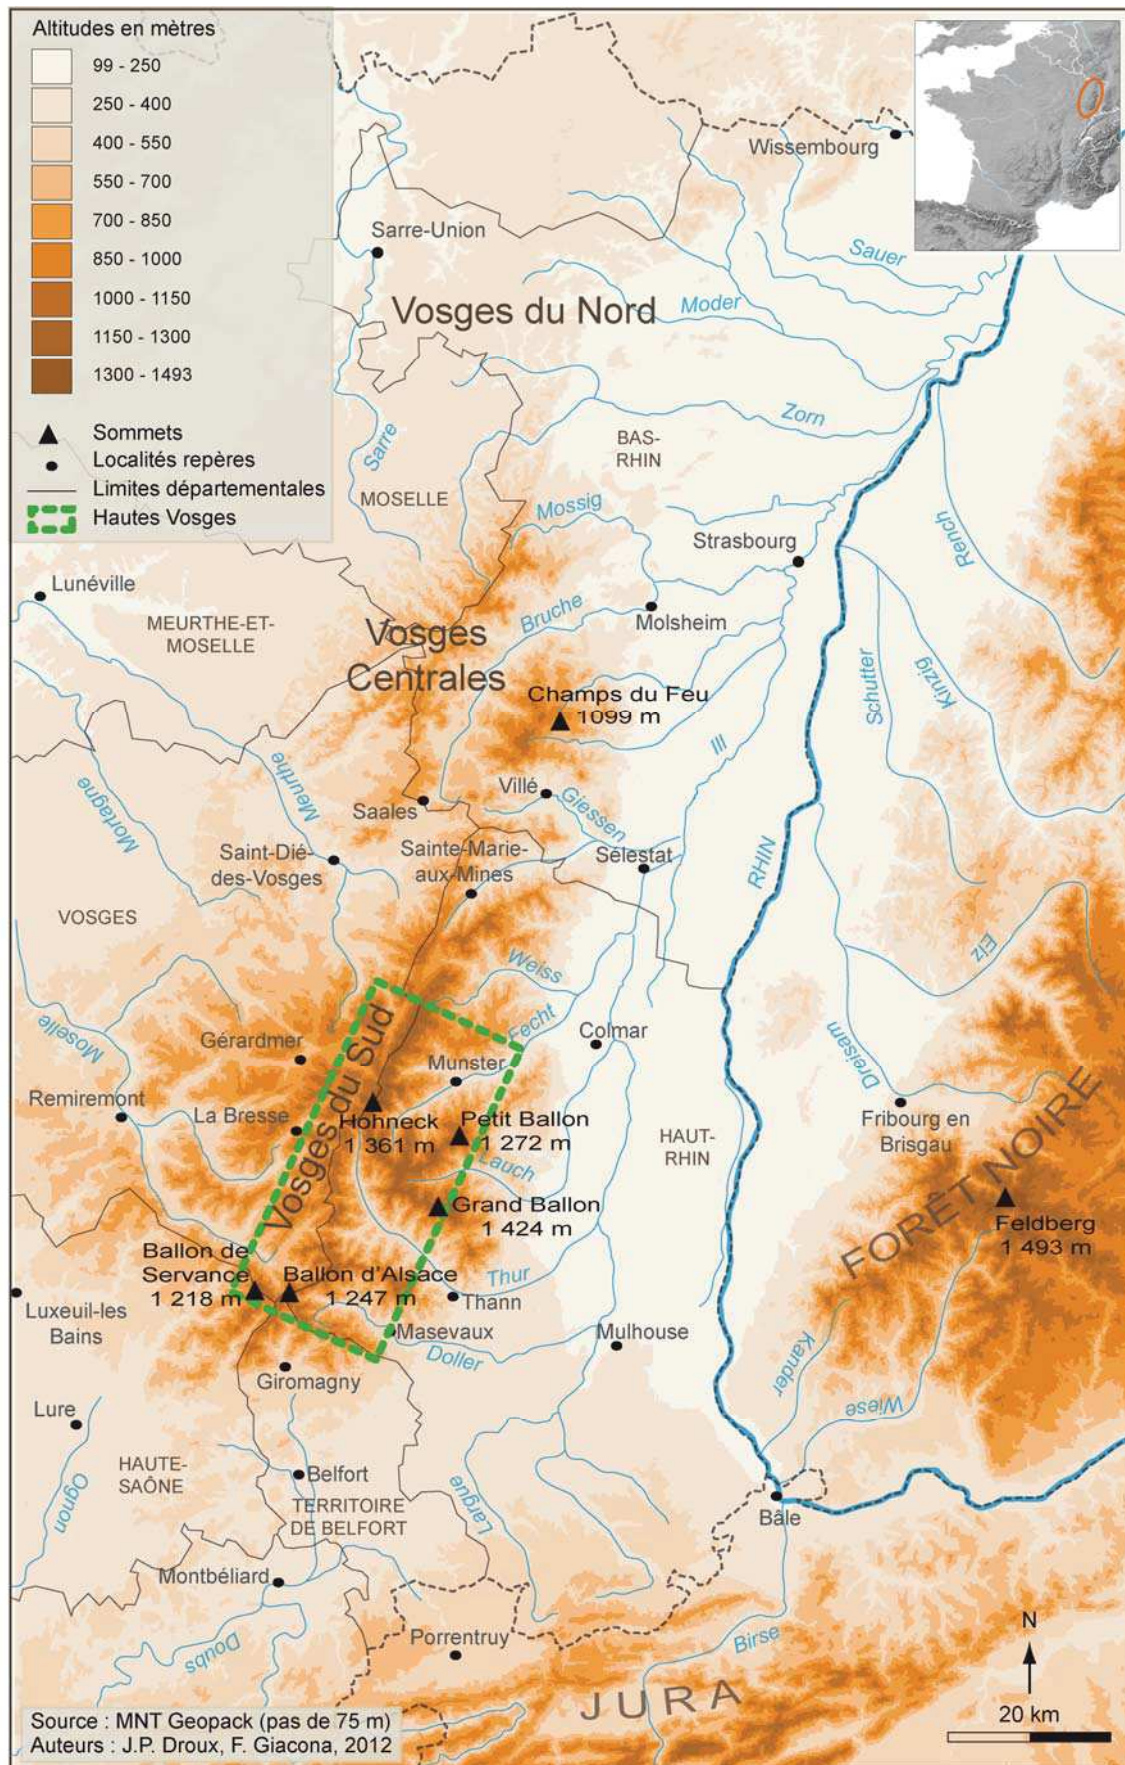 Altitudes en mètres
99 - 250
250 - 400
400 - 550
550 - 700
700 - 850
850 - 1000
1000 - 1150
1150 - 1300
1300 - 1493
Sommets
Localités repères
Limites départementales
Hautes Vosges
Wissembourg
Sarre-Union
Sauer
Vosges du Nord
Moder
Zorn
Sarre
BAS-
RHIN
MOSELLE
Mossig
Rench
Strasbourg
Lunéville
Bruche
Molsheim
MEURTHE-ET-
MOSELLE
Vosges
Centrales
Schutter
Kinzig
Champs du Feu
1099 m
Ill
Meurthe
Mortagne
Villé
Giessen
Saales
RHIN
Saint-Dié-
des-Vosges
Sainte-Marie-
aux-Mines
Sélestat
VOSGES
Elz
Weiss
Moselle
Vosges du Sud
Fecht
Colmar
Gérardmer
Munster
Dreisam
Remiremont
La Bresse
Hohneck
1 361 m
Petit Ballon
1 272 m
Fribourg en
Brisgau
HAUT-
RHIN
Lauch
FORÊT NOIRE
Grand Ballon
1 424 m
Feldberg
1 493 m
Ballon de
Servance
1 218 m
Ballon d'Alsace
1 247 m
Thur
Thann
Luxeuil-les
Bains
Masevaux
Mulhouse
Doller
Kander
Giromagny
Wiese
Lure
HAUTE-
SAÔNE
Ognon
Belfort
Largue
TERRITOIRE
DE BELFORT
Bâle
Montbéliard
Doubs
Porrentruy
Birse
JURA
N
20 km
Source : MNT Geopack (pas de 75 m)
Auteurs : J.P. Droux, F. Giacona, 2012